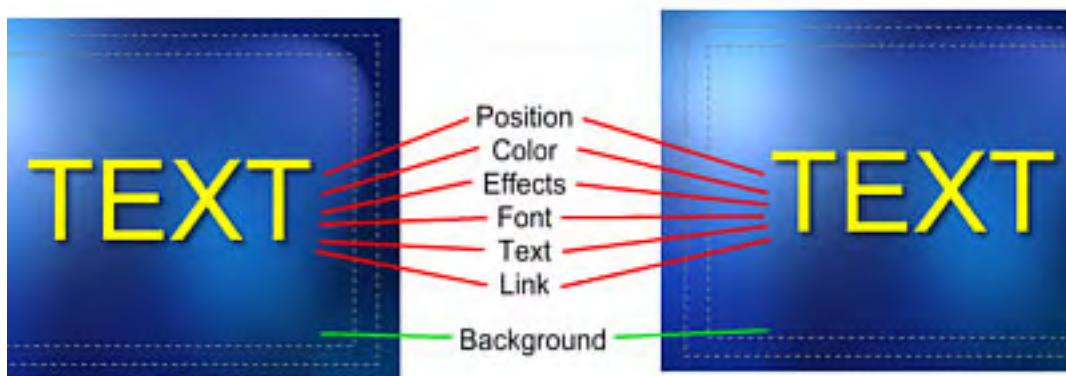 TEXT
Position
Color
Effects
Font
Text
Link
Background
TEXT